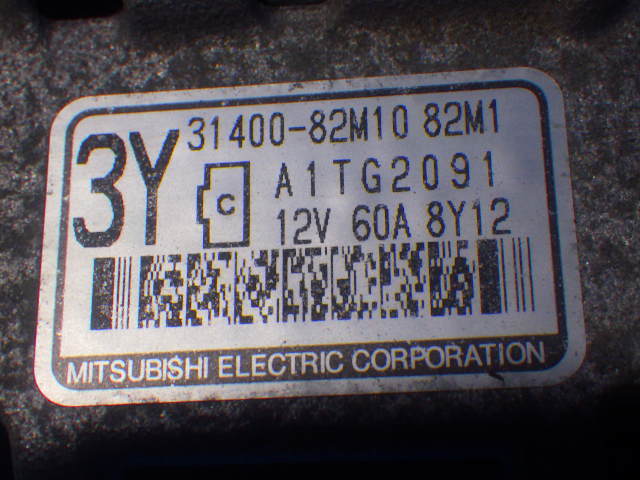 3Y
31400-82M10 82M1
C
A1TG2091
12V 60A 8Y12
MITSUBISHI ELECTRIC CORPORATION